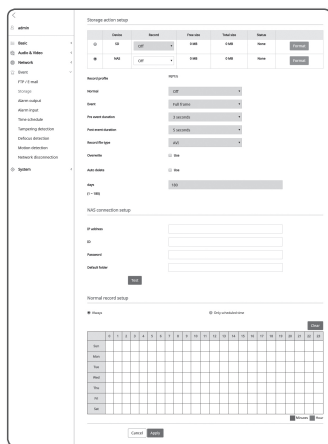 admin
Basic
Audio & Video
Network
Event
FTP / E-mail
Storage
Alarm output
Alarm input
Time schedule
Tampering detection
Defocus detection
Motion detection
Network disconnection
System
Storage action setup
Device Record Free size Total size Status
SD Off 0 MB 0 MB None Format
NAS Off 0 MB 0 MB None Format
Record profile MJPEG
Normal Off
Event Full frame
Pre event duration 3 seconds
Post event duration 5 seconds
Record file type AVI
Overwrite Use
Auto delete Use
days 180
(1 ~ 180)
NAS connection setup
IP address
ID
Password
Default folder
Test
Normal record setup
Always Only scheduled time
Clear
0 1 2 3 4 5 6 7 8 9 10 11 12 13 14 15 16 17 18 19 20 21 22 23
Sun
Mon
Tue
Wed
Thu
Fri
Sat
Minutes Hour
Cancel Apply